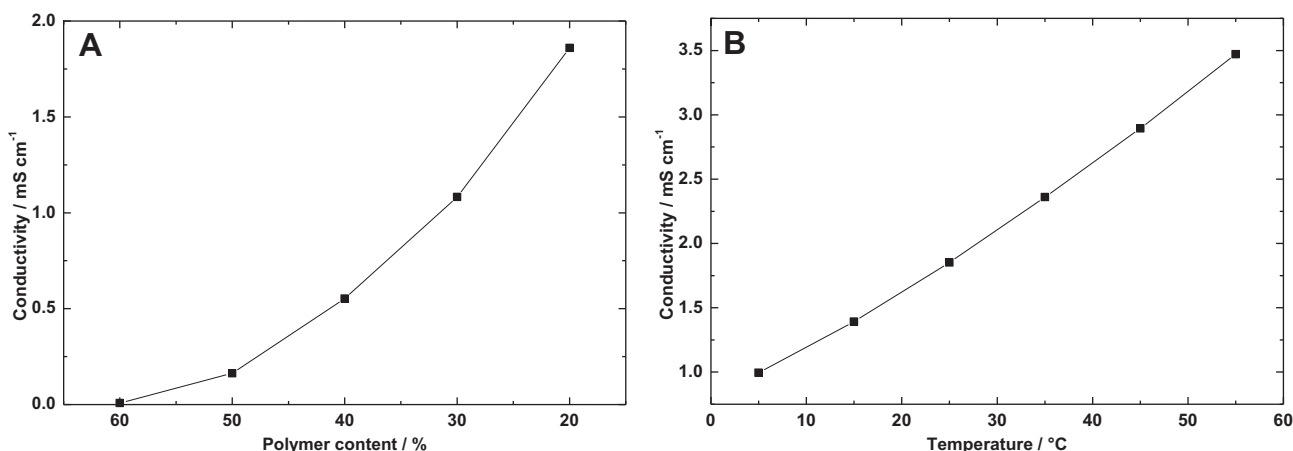 A
Conductivity / mS cm⁻¹
2.0
1.5
1.0
0.5
0.0
60 50 40 30 20
Polymer content / %
B
Conductivity / mS cm⁻¹
3.5
3.0
2.5
2.0
1.5
1.0
0 10 20 30 40 50 60
Temperature / °C